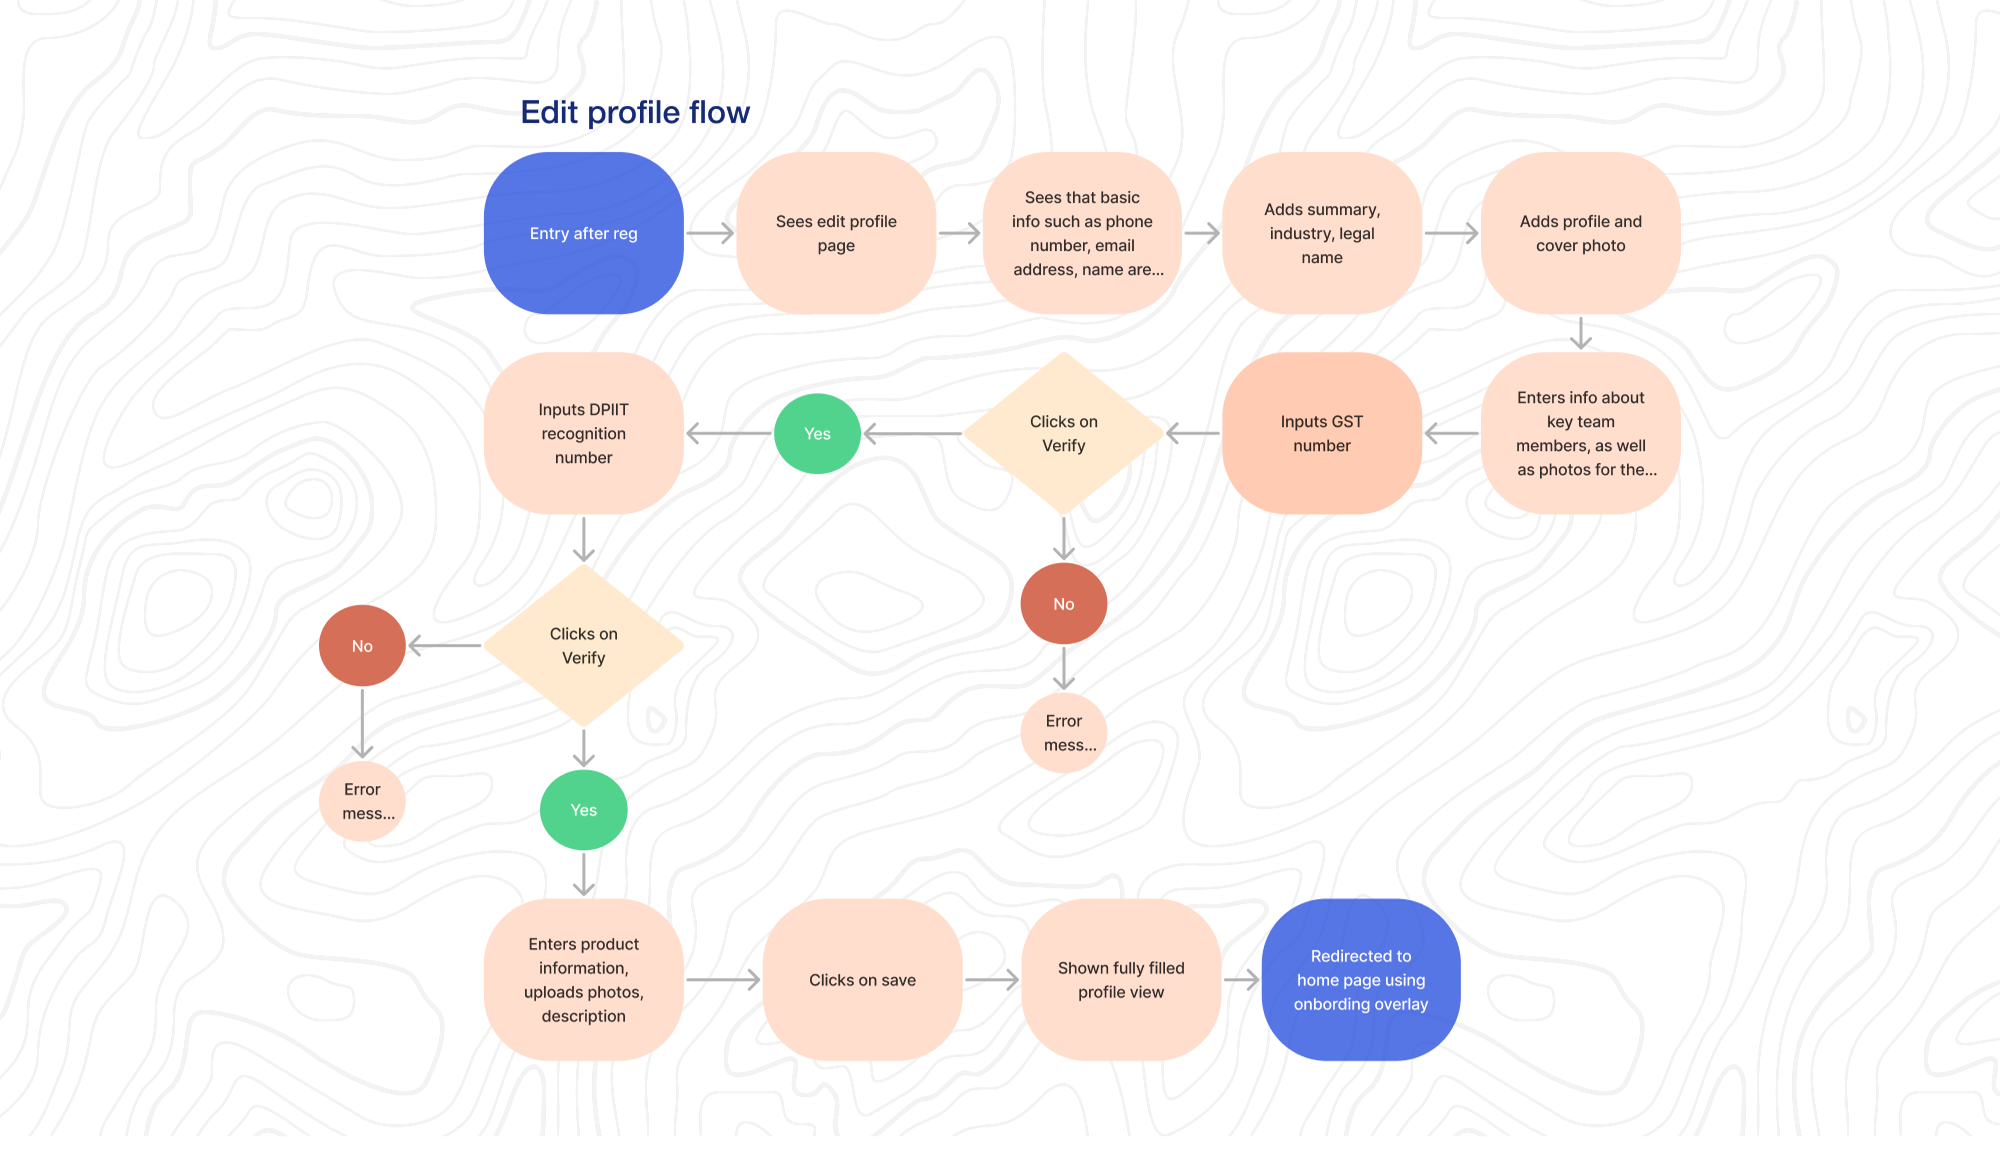 Edit profile flow
Entry after reg
Sees edit profile
page
Sees that basic
info such as phone
number, email
address, name are...
Adds summary,
industry, legal
name
Adds profile and
cover photo
Enters info about
key team
members, as well
as photos for the...
Inputs GST
number
Clicks on
Verify
Yes
Inputs DPIIT
recognition
number
No
Error
mess...
Clicks on
Verify
No
Error
mess...
Yes
Enters product
information,
uploads photos,
description
Clicks on save
Shown fully filled
profile view
Redirected to
home page using
onbording overlay